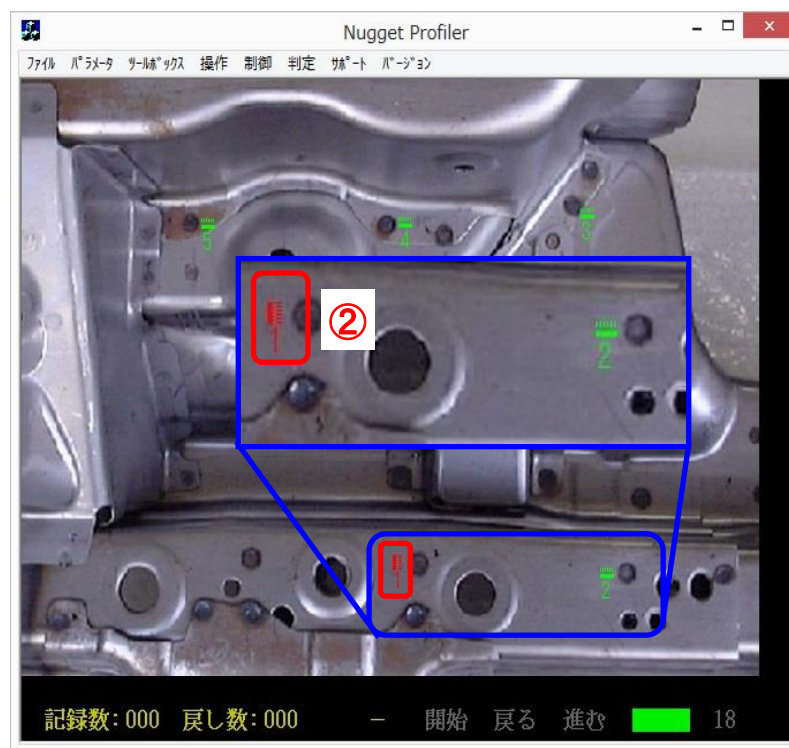 Nugget Profiler
ファイル パラメータ ツールボックス 操作 制御 判定 サポート バージョン
5
4
3
②
2
2
記録数:000 戻し数:000 - 開始 戻る 進む 18